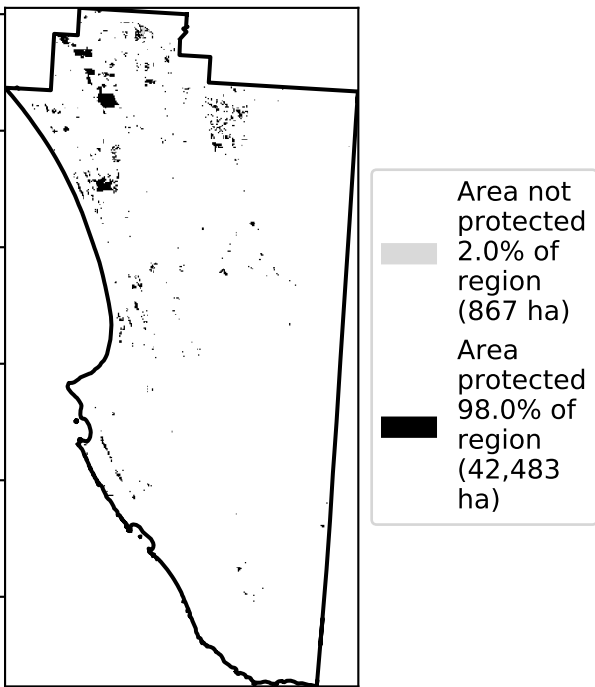 Area not
protected
2.0% of
region
(867 ha)
Area
protected
98.0% of
region
(42,483
ha)